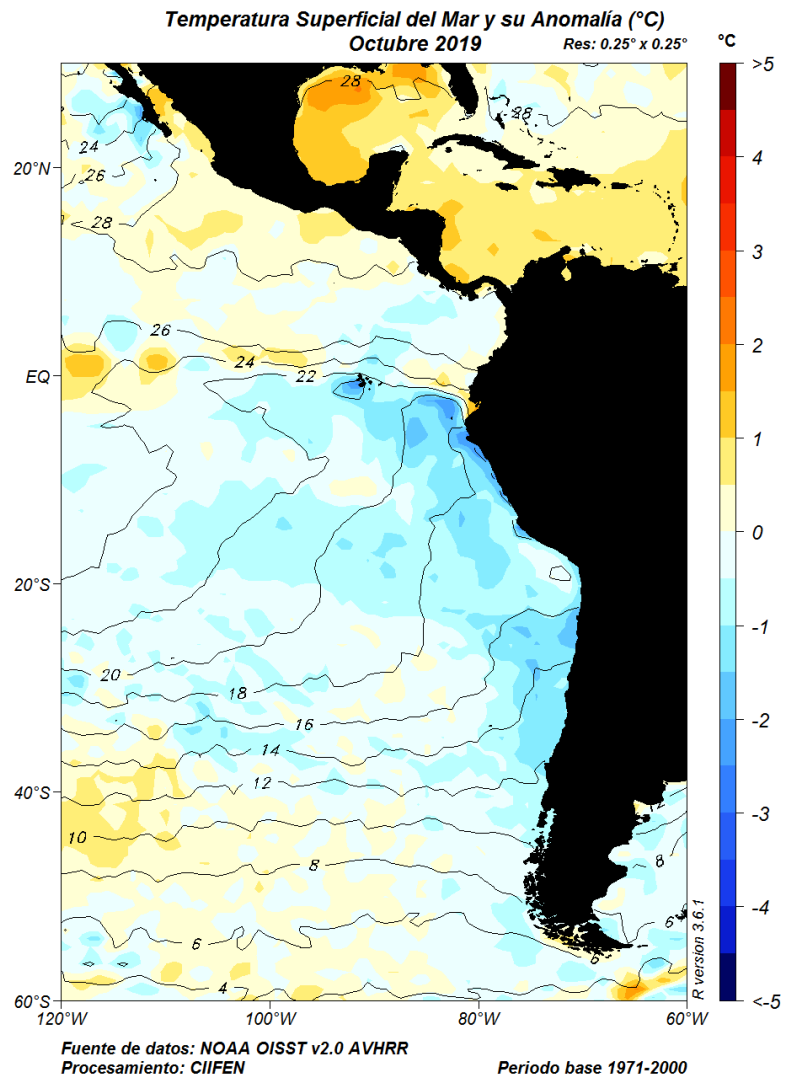 Temperatura Superficial del Mar y su Anomalía (°C)
Octubre 2019
Res: 0.25° x 0.25°
°C
>5
4
3
2
1
0
-1
-2
-3
-4
<-5
20°N
EQ
20°S
40°S
60°S
120°W
100°W
80°W
60°W
28
28
24
26
28
26
24
22
20
18
16
14
12
10
8
6
4
12
8
6
6
R version 3.6.1
Fuente de datos: NOAA OISST v2.0 AVHRR
Procesamiento: CIIFEN
Periodo base 1971-2000